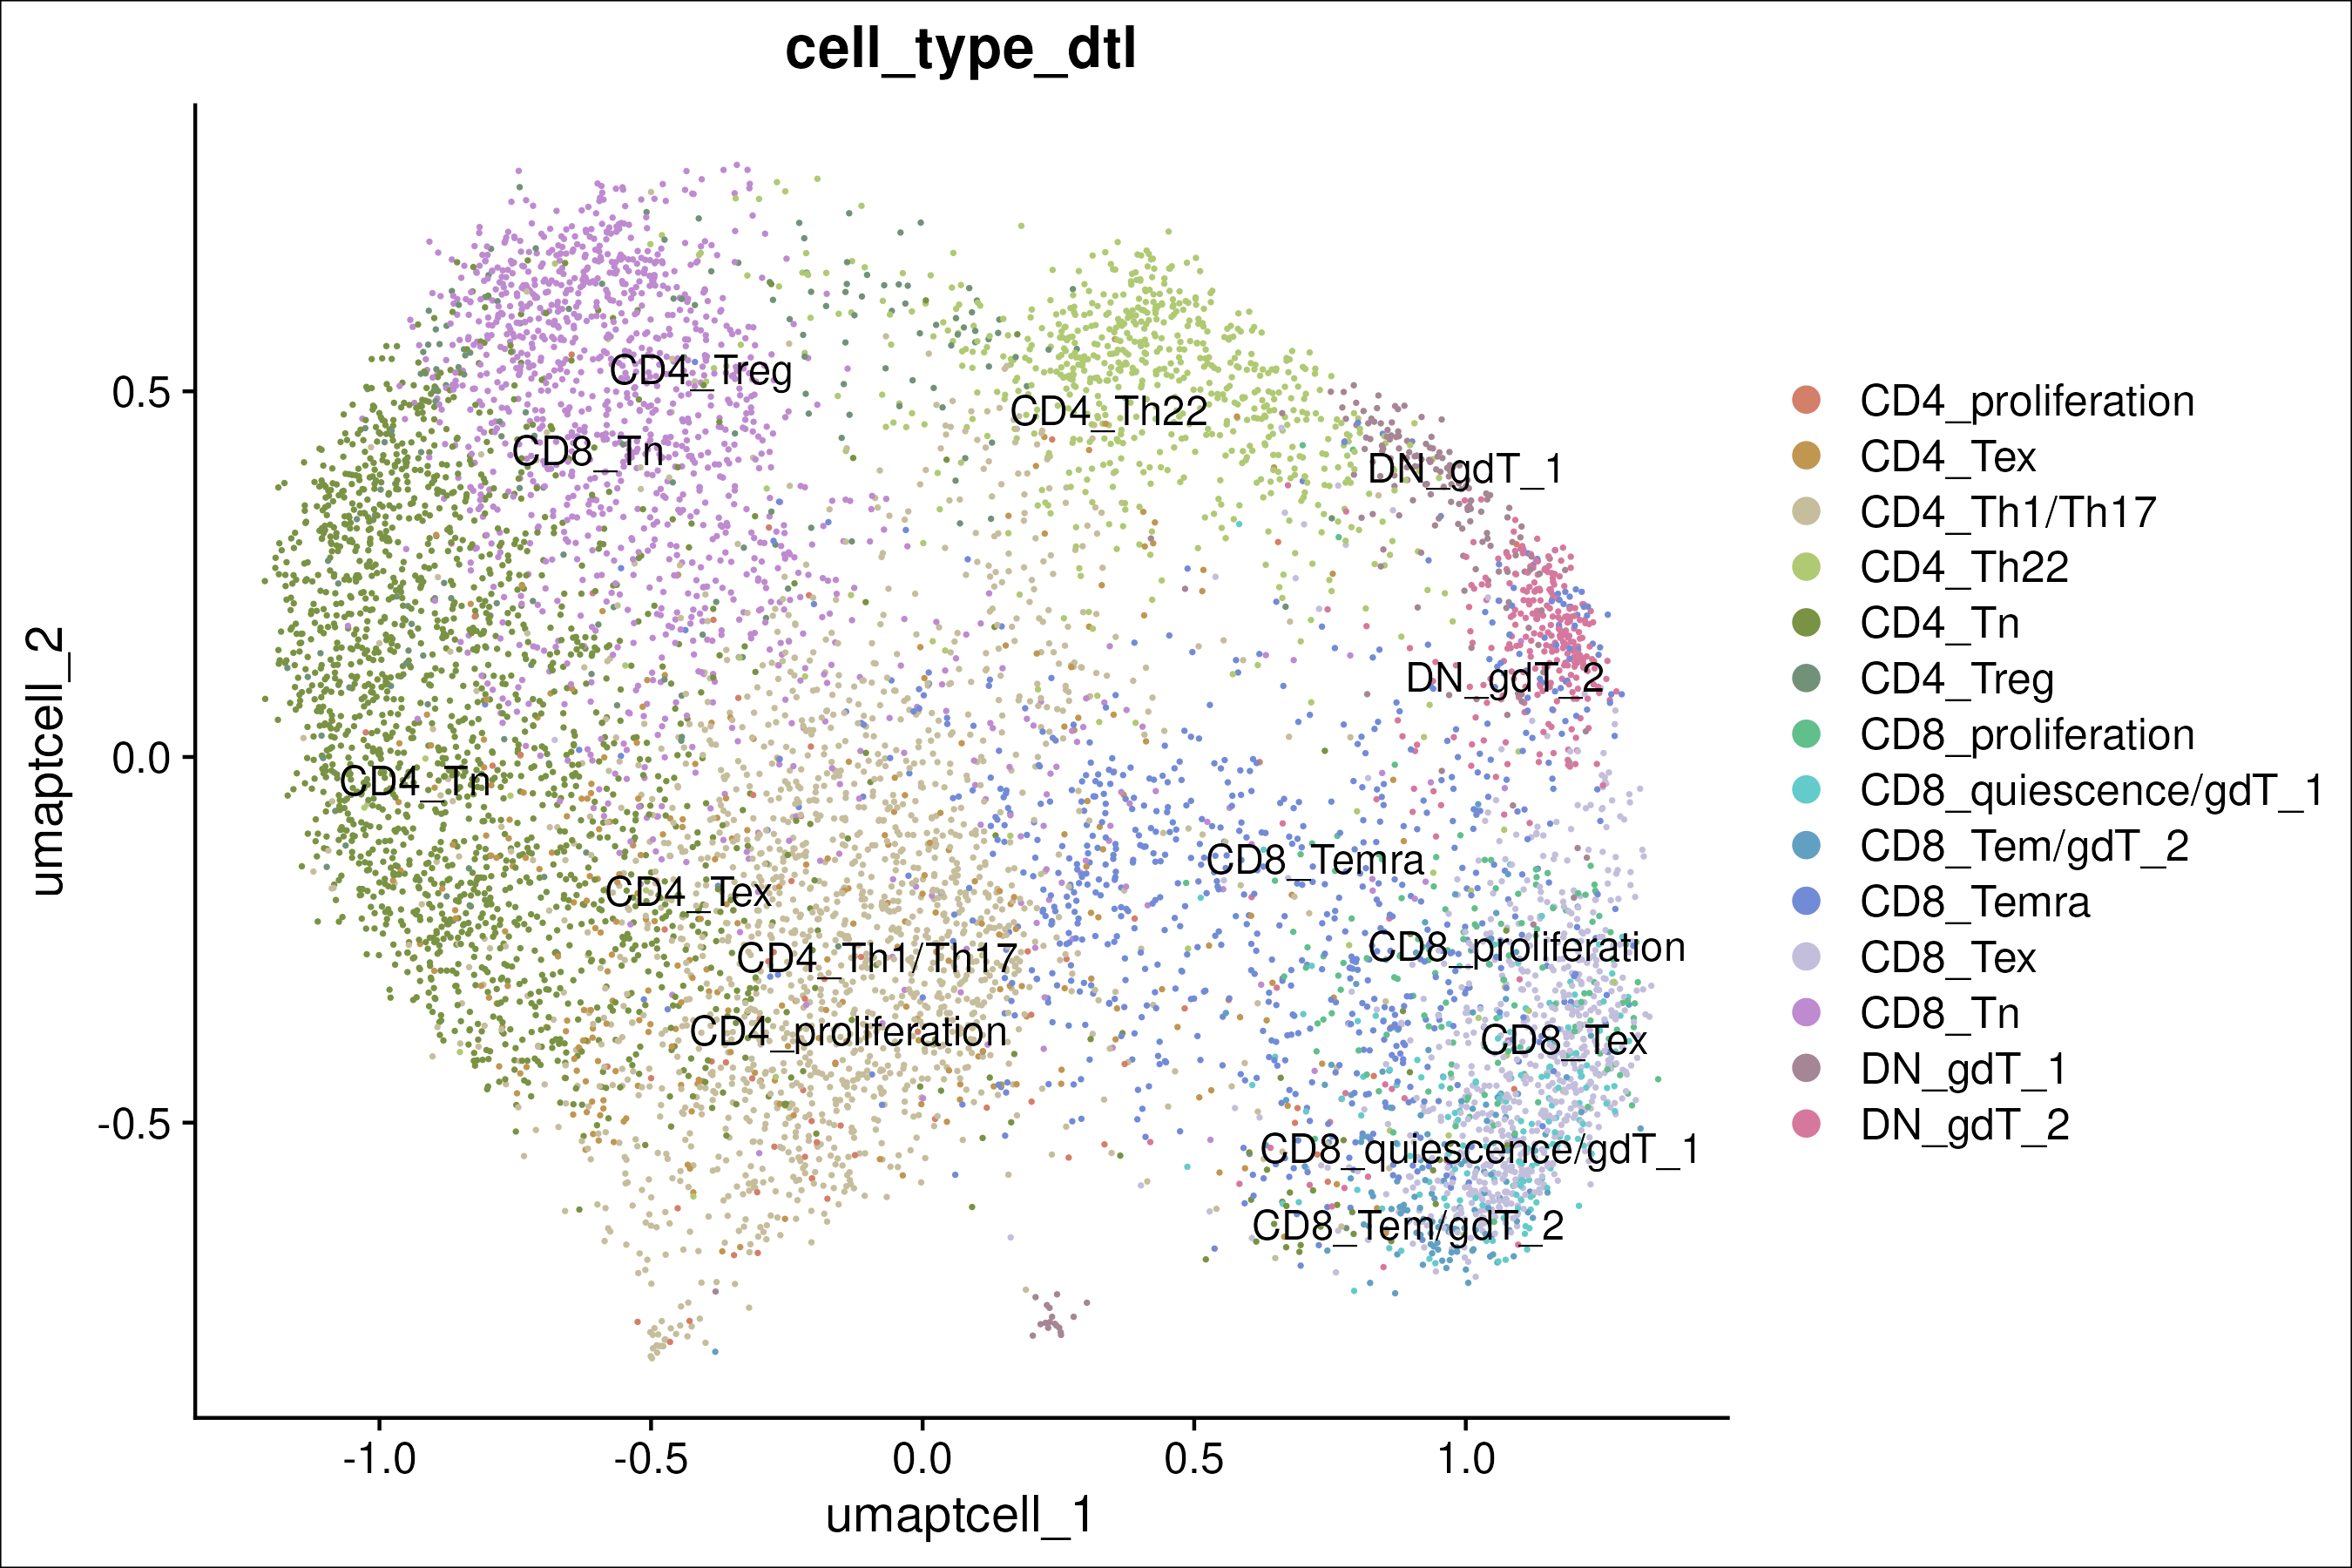 cell_type_dtl
umaptcell_2
0.5
0.0
-0.5
CD4_Treg
CD4_Th22
CD8_Tn
DN_gdT_1
DN_gdT_2
CD4_Tn
CD8_Temra
CD4_Tex
CD8_proliferation
CD4_Th1/Th17
CD4_proliferation
CD8_Tex
CD8_quiescence/gdT_1
CD8_Tem/gdT_2
-1.0 -0.5 0.0 0.5 1.0
umaptcell_1
CD4_proliferation
CD4_Tex
CD4_Th1/Th17
CD4_Th22
CD4_Tn
CD4_Treg
CD8_proliferation
CD8_quiescence/gdT_1
CD8_Tem/gdT_2
CD8_Temra
CD8_Tex
CD8_Tn
DN_gdT_1
DN_gdT_2